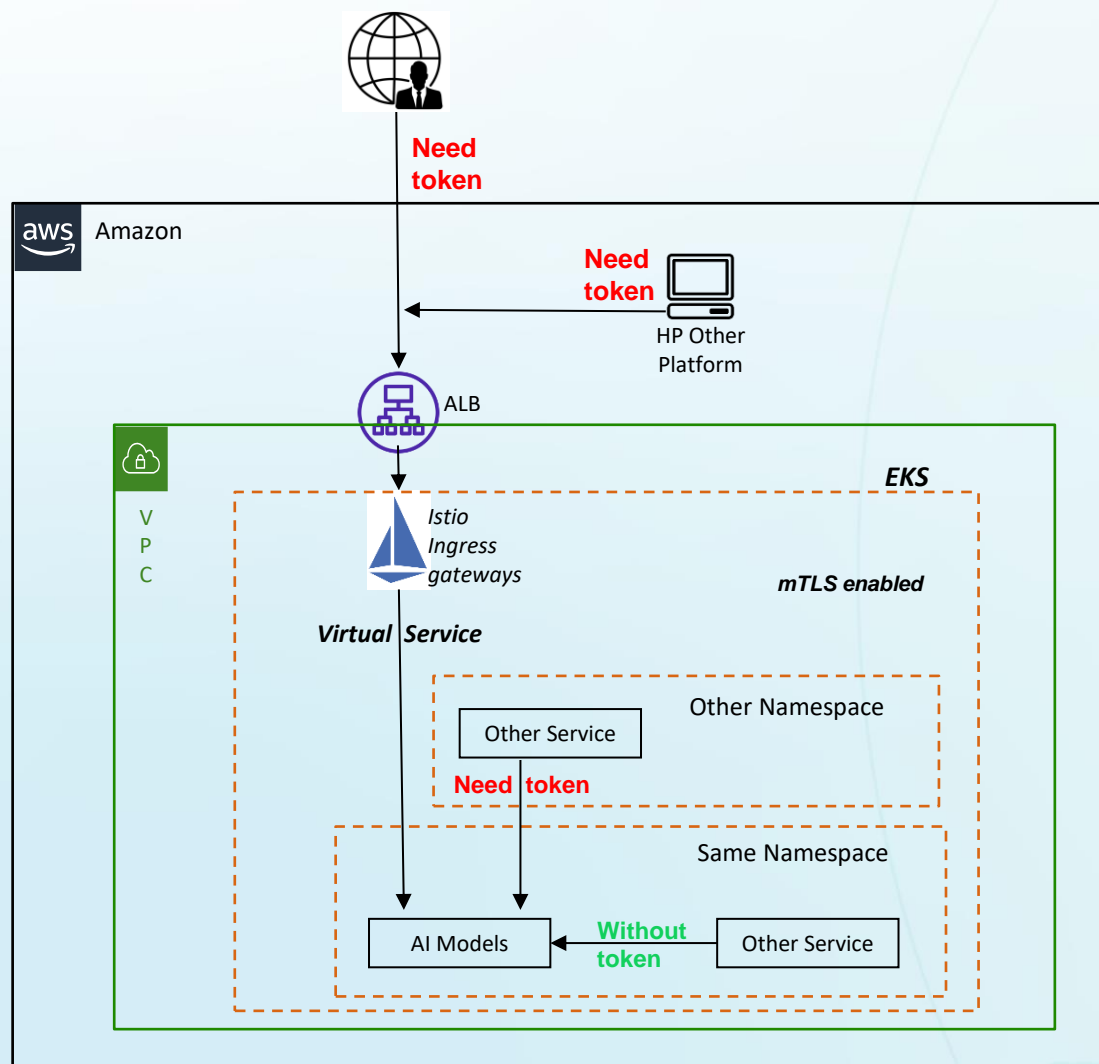 Need
token
aws
Amazon
Need
token
HP Other
Platform
ALB
EKS
V
P
C
Istio
Ingress
gateways
mTLS enabled
Virtual Service
Other Namespace
Other Service
Need token
Same Namespace
AI Models
Without
token
Other Service